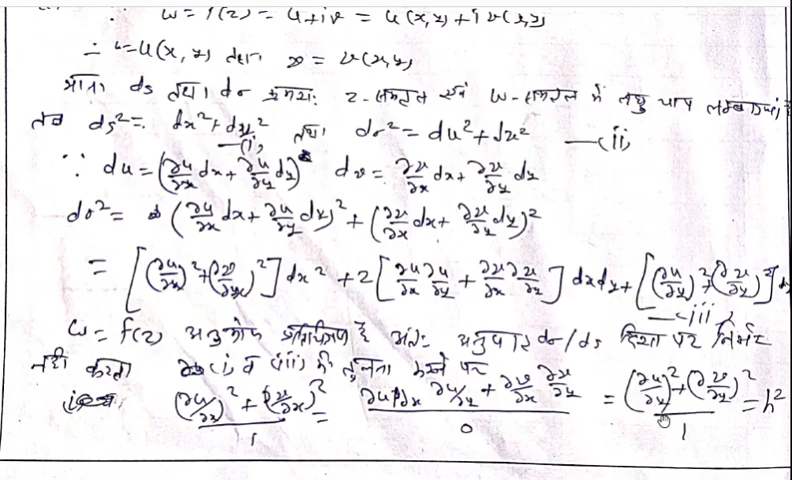 w = f(z) = u+iv = u(x,y)+iv(x,y)
∴ u=u(x, y) तथा v = v(x,y)
माना ds तथा dσ क्रमशः z-समतल एवं w-समतल में लघु चाप लम्बाइयां है
तब ds² = dx²+dy² —(i) तथा dσ² = du²+dv² —(ii)
∵ du = (∂u/∂x dx + ∂u/∂y dy) dv = ∂v/∂x dx + ∂v/∂y dy
dσ² = (∂u/∂x dx + ∂u/∂y dy)² + (∂v/∂x dx + ∂v/∂y dy)²
= [(∂u/∂x)²+(∂v/∂x)²] dx² + 2[∂u/∂x ∂u/∂y + ∂v/∂x ∂v/∂y] dxdy + [(∂u/∂y)²+(∂v/∂y)²] dy²
—(iii)
w = f(z) अनुकोण प्रतिचित्रण है अतः अनुपात dσ/ds दिशा पर निर्भर
नही करता (i) व (iii) की तुलना करने पर
((∂u/∂x)²+(∂v/∂x)²)/1 = (∂u/∂x ∂u/∂y + ∂v/∂x ∂v/∂y)/0 = ((∂u/∂y)²+(∂v/∂y)²)/1 = h²